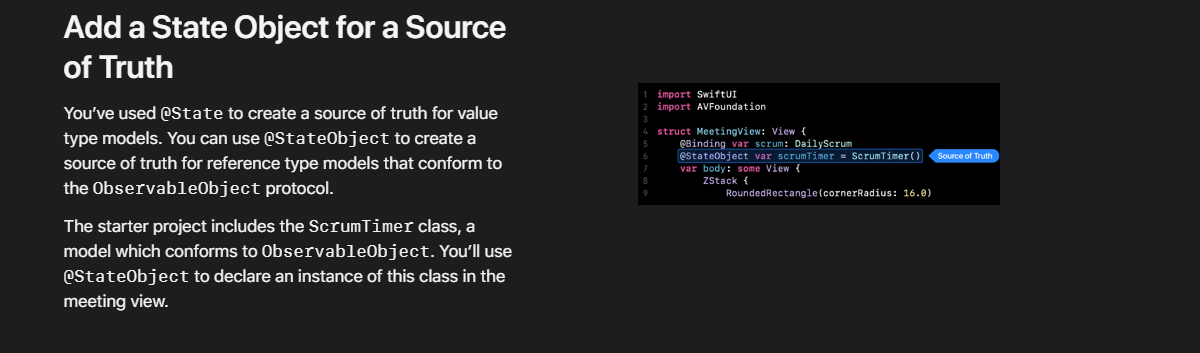 Add a State Object for a Source
of Truth
You’ve used @State to create a source of truth for value
type models. You can use @StateObject to create a
source of truth for reference type models that conform to
the ObservableObject protocol.
The starter project includes the ScrumTimer class, a
model which conforms to ObservableObject. You’ll use
@StateObject to declare an instance of this class in the
meeting view.
1 import SwiftUI
2 import AVFoundation
3
4 struct MeetingView: View {
5 @Binding var scrum: DailyScrum
6 @StateObject var scrumTimer = ScrumTimer() Source of Truth
7 var body: some View {
8 ZStack {
9 RoundedRectangle(cornerRadius: 16.0)